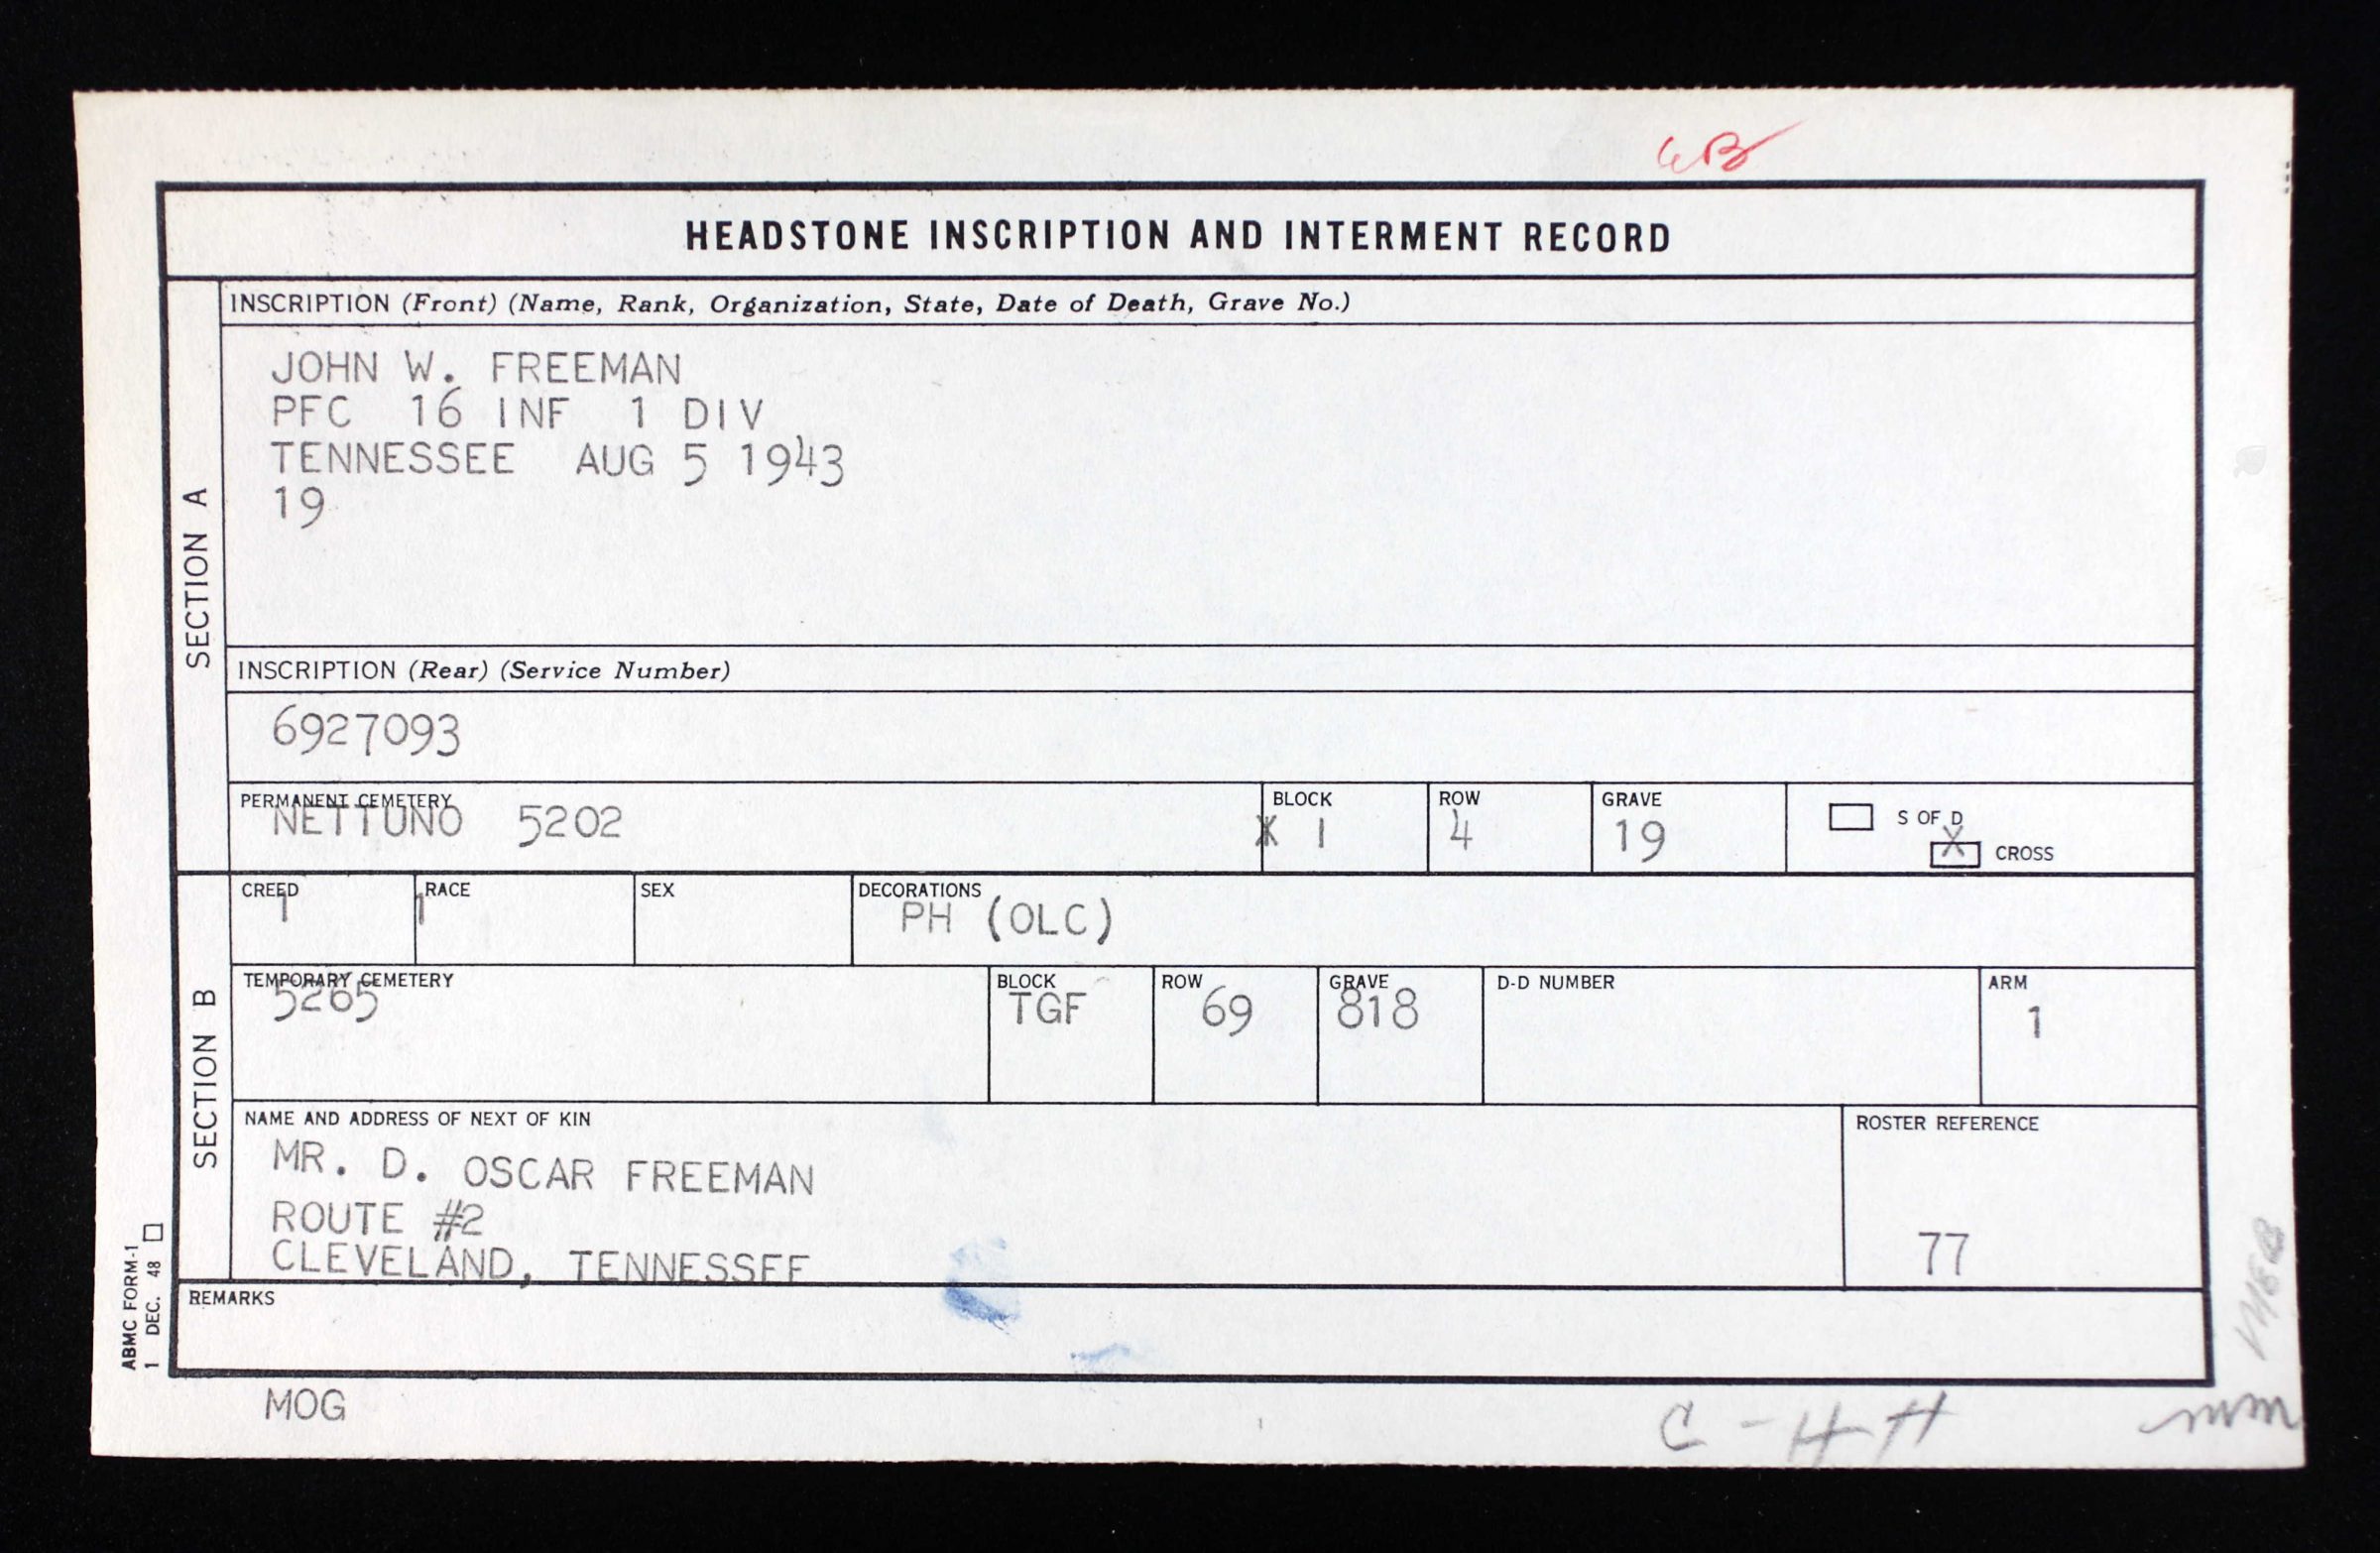 HEADSTONE INSCRIPTION AND INTERMENT RECORD
SECTION A
INSCRIPTION (Front) (Name, Rank, Organization, State, Date of Death, Grave No.)
JOHN W. FREEMAN
PFC 16 INF 1 DIV
TENNESSEE AUG 5 1943
19
INSCRIPTION (Rear) (Service Number)
6927093
PERMANENT CEMETERY BLOCK ROW GRAVE
NETTUNO 5202 X 1 4 19
S OF D
X CROSS
SECTION B
CREED RACE SEX DECORATIONS
1 1 PH (OLC)
TEMPORARY CEMETERY BLOCK ROW GRAVE D-D NUMBER ARM
5265 TGF 69 818 1
NAME AND ADDRESS OF NEXT OF KIN ROSTER REFERENCE
MR. D. OSCAR FREEMAN
ROUTE #2
CLEVELAND, TENNESSEE 77
REMARKS
ABMC FORM-1
1 DEC. 48
MOG
C - H H